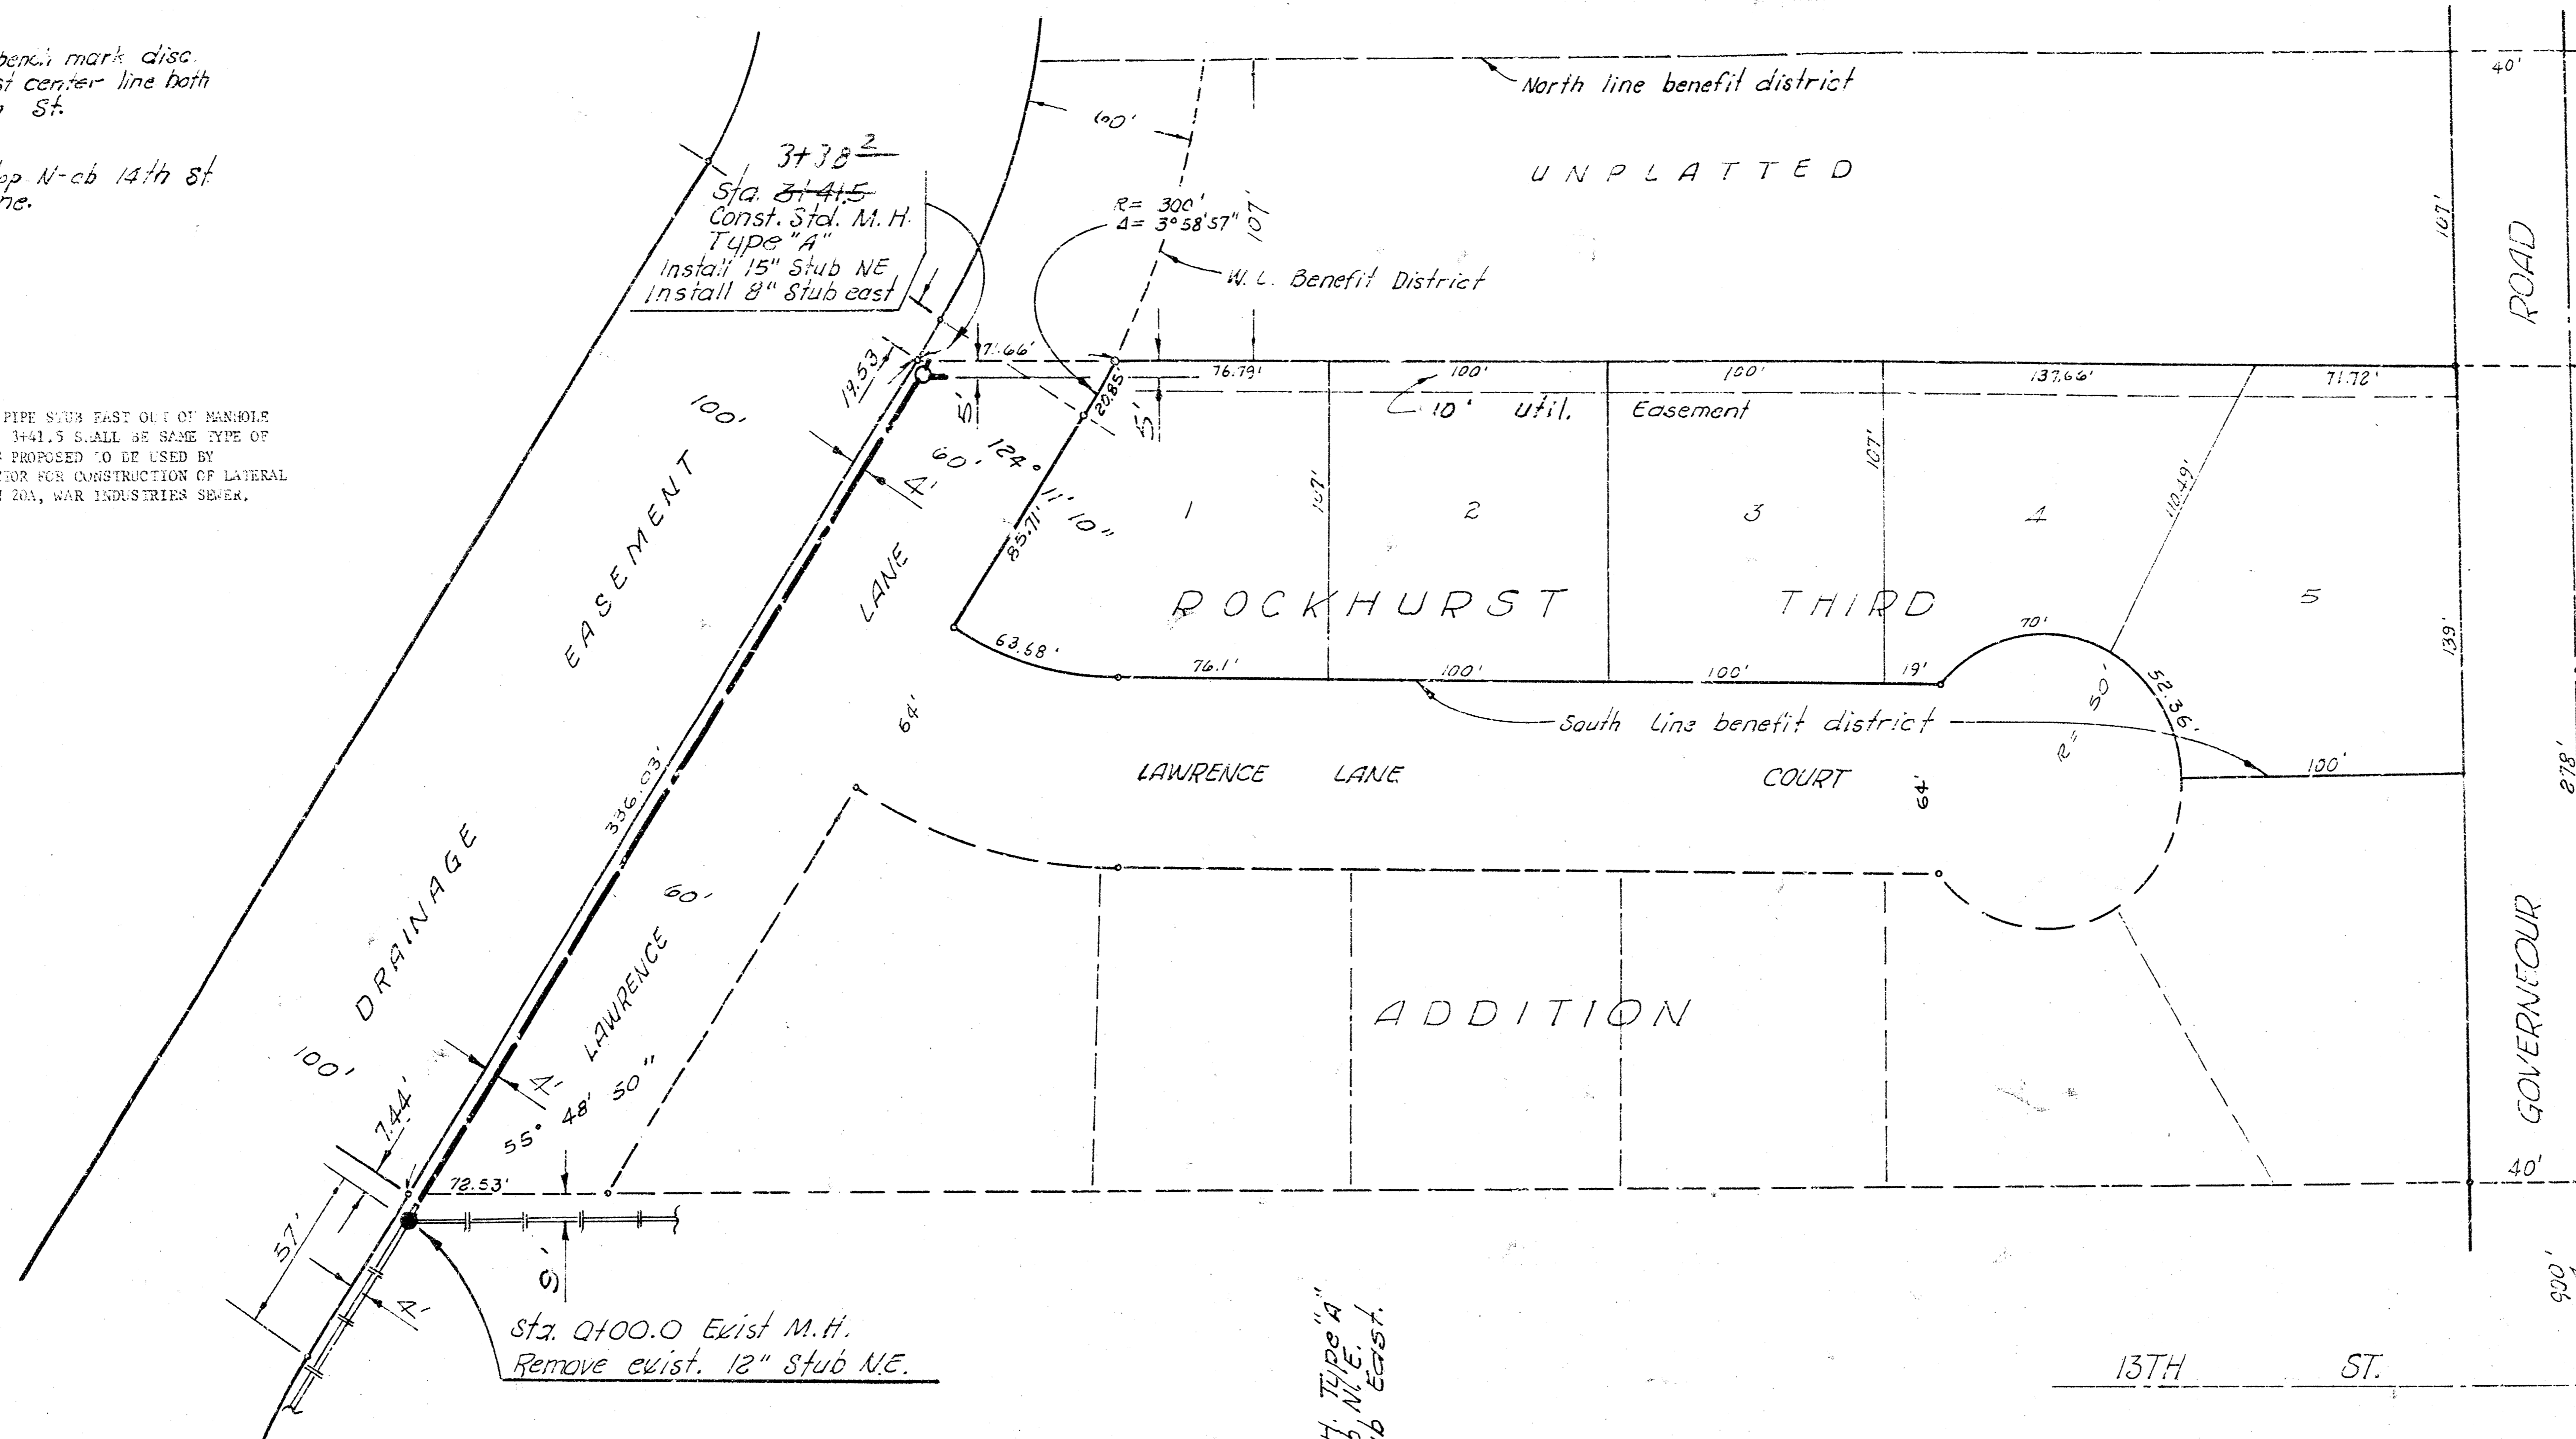 bench mark disc.
st center line both
St.
op N-cb 14th St
ne.
PIPE STUB EAST OUT OF MANHOLE
3+41.5 SHALL BE SAME TYPE OF
PROPOSED TO BE USED BY
TOR FOR CONSTRUCTION OF LATERAL
20A, WAR INDUSTRIES SEWER.
3+38 2
Sta. 3+41.5
Const. Std. M.H.
Type "A"
Install 15" Stub NE
Install 8" Stub east
North line benefit district
40'
60'
UNPLATTED
R= 300'
Δ= 3°58'57"
107'
107'
W.L. Benefit District
ROAD
19.53
71.66'
76.79'
100'
100'
137.66'
71.72'
20.85'
5'
5'
10' Util. Easement
100'
4'
60'
124° 11' 10"
85.71'
107'
107'
110.49'
1
2
3
4
5
EASEMENT
LANE
ROCKHURST THIRD
139'
63.68'
76.1'
100'
100'
19'
70'
52.36'
R= 50'
64'
South line benefit district
LAWRENCE LANE COURT
64'
100'
878'
336.03'
DRAINAGE
60'
LAWRENCE
ADDITION
GOVERNEOUR
100'
4'
55° 48' 50"
7.44'
72.53'
40'
57'
4'
9'
Sta. 0+00.0 Exist M.H.
Remove exist. 12" Stub N.E.
H. Type "A"
b N.E.
b East.
900'
13TH ST.